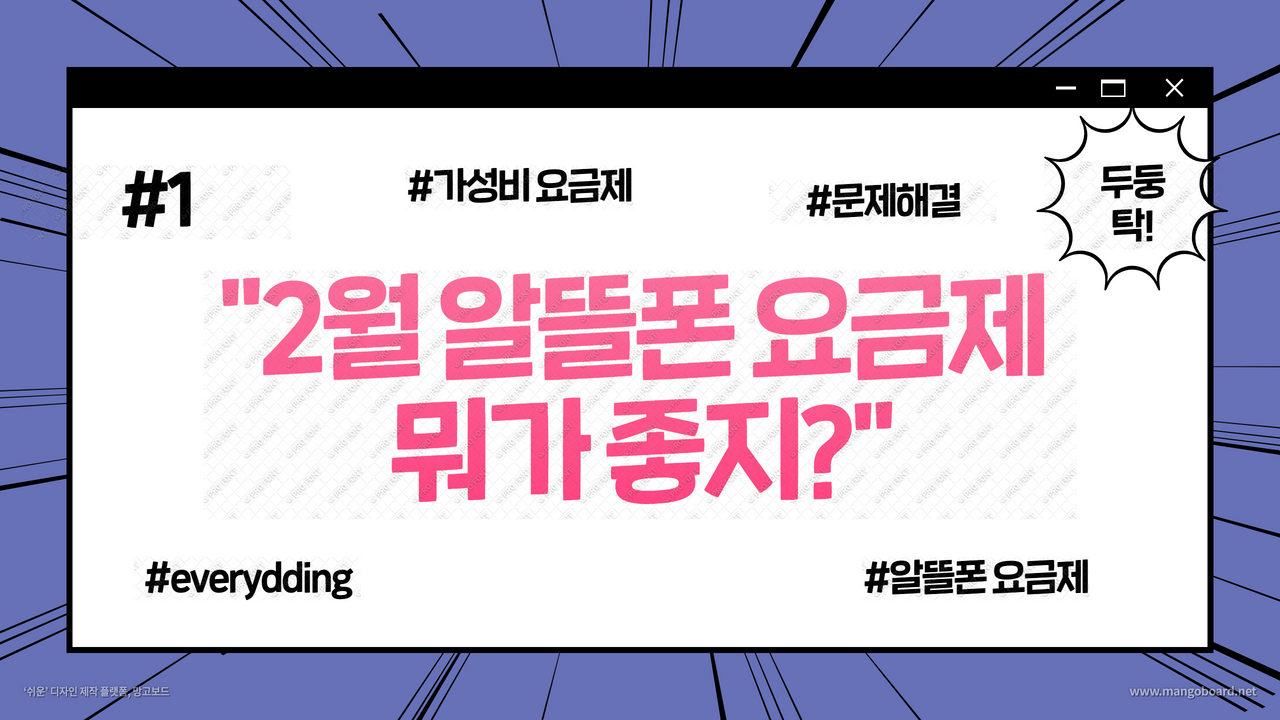 #1
#가성비 요금제
#문제해결
두둥
탁!
"2월 알뜰폰 요금제
뭐가 좋지?"
#everydding
#알뜰폰 요금제
'쉬운' 디자인 제작 플랫폼, 망고보드
www.mangoboard.net